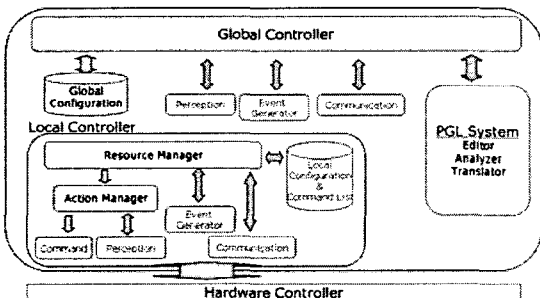 Global Controller
Global
Configuration
Perception
Event
Generator
Communication
PGL System
Editor
Analyzer
Translator
Local Controller
Resource Manager
Local
Configuration
&
Command List
Action Manager
Event
Generator
Command
Perception
Communication
Hardware Controller